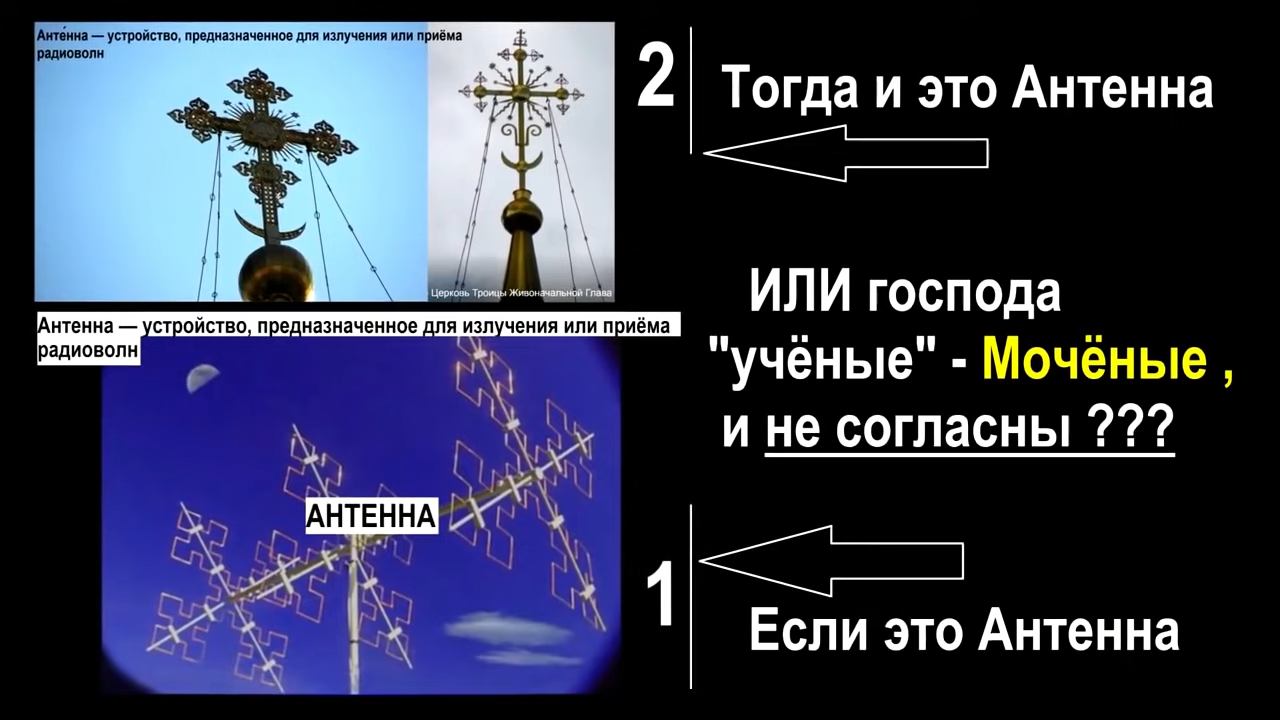 Анте́нна — устройство, предназначенное для излучения или приёма
радиоволн
Церковь Троицы Живоначальной Глава
2
Тогда и это Антенна
ИЛИ господа
"учёные" - Мочёные ,
и не согласны ???
Антенна — устройство, предназначенное для излучения или приёма
радиоволн
АНТЕННА
1
Если это Антенна